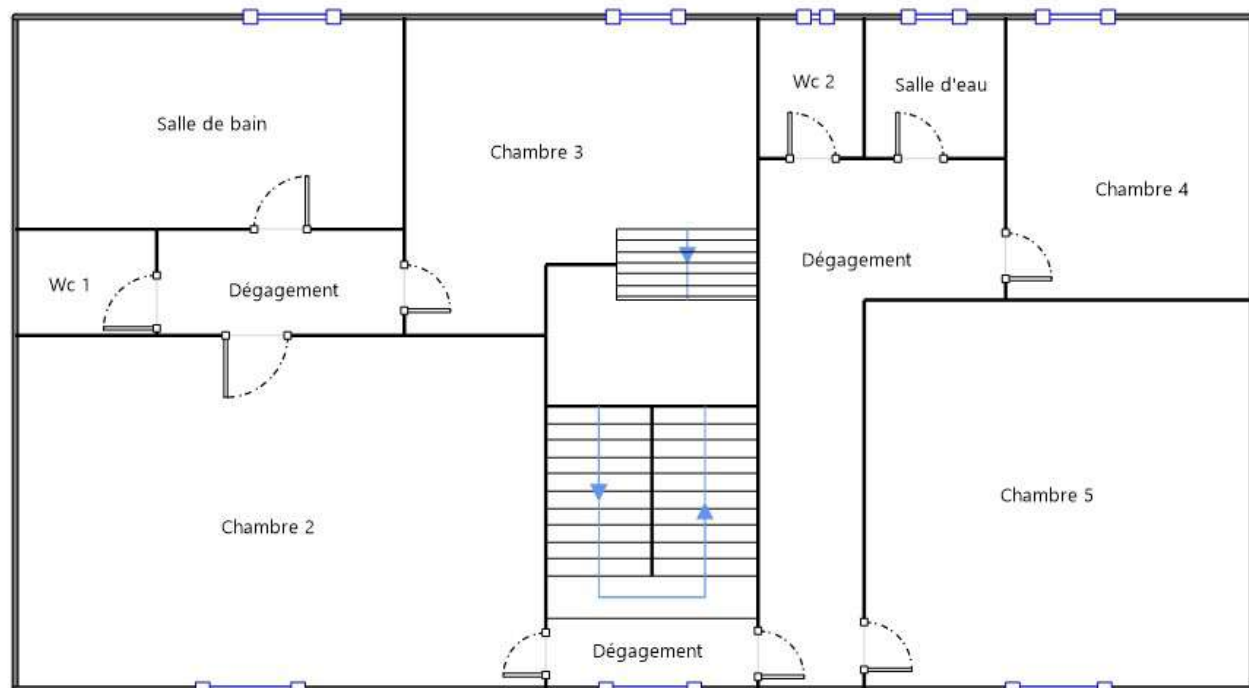 Wc 2
Salle d'eau
Salle de bain
Chambre 3
Chambre 4
Dégagement
Wc 1
Dégagement
Chambre 5
Chambre 2
Dégagement